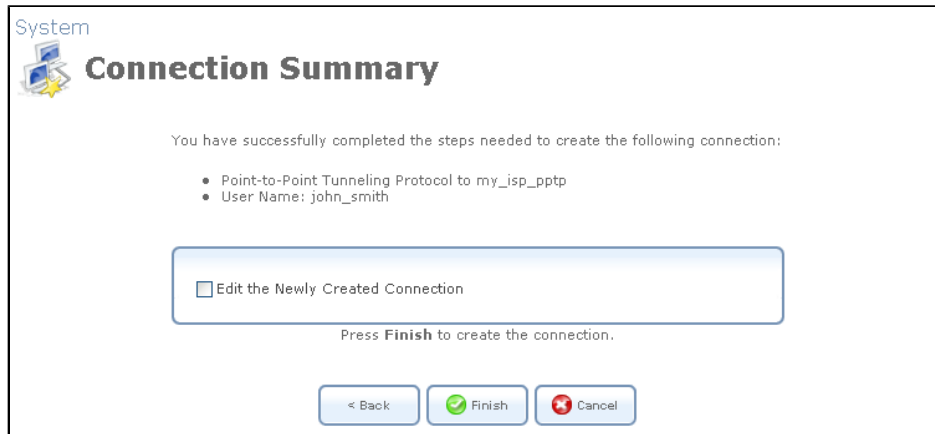 System
Connection Summary
You have successfully completed the steps needed to create the following connection:
Point-to-Point Tunneling Protocol to my_isp_pptp
User Name: john_smith
Edit the Newly Created Connection
Press Finish to create the connection.
< Back
Finish
Cancel